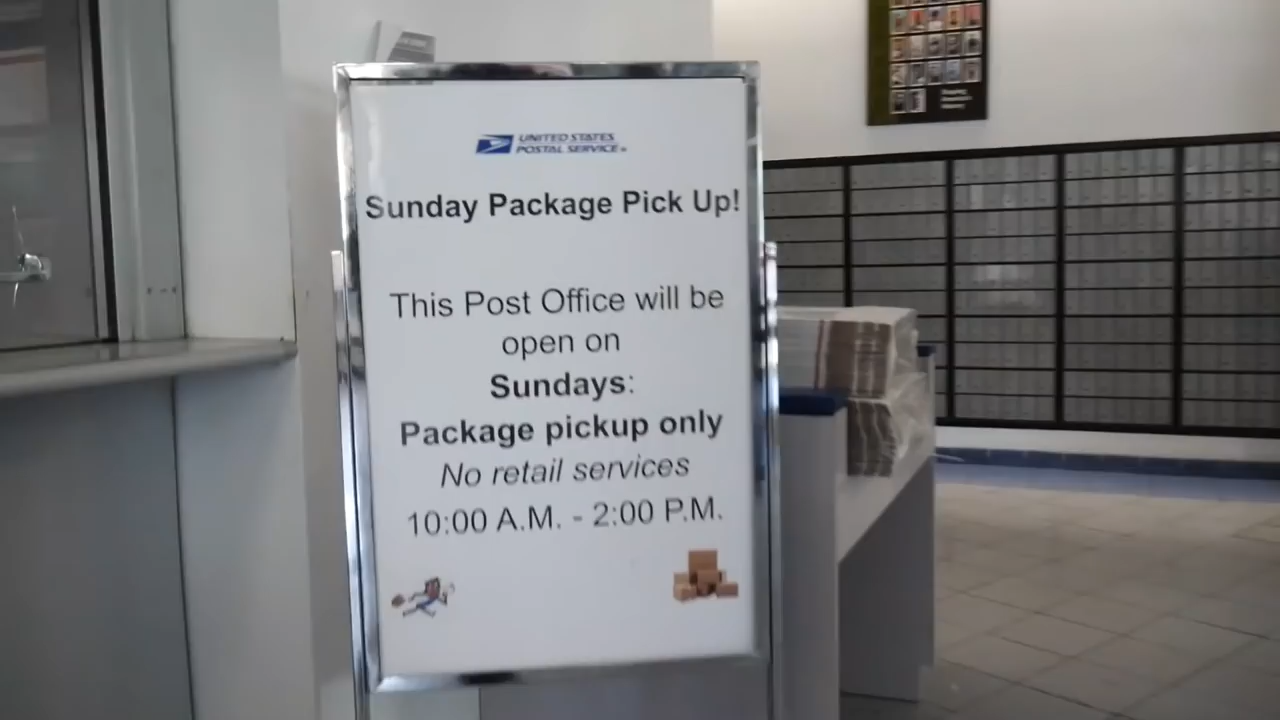 UNITED STATES
POSTAL SERVICE®
Sunday Package Pick Up!
This Post Office will be
open on
Sundays:
Package pickup only
No retail services
10:00 A.M. - 2:00 P.M.